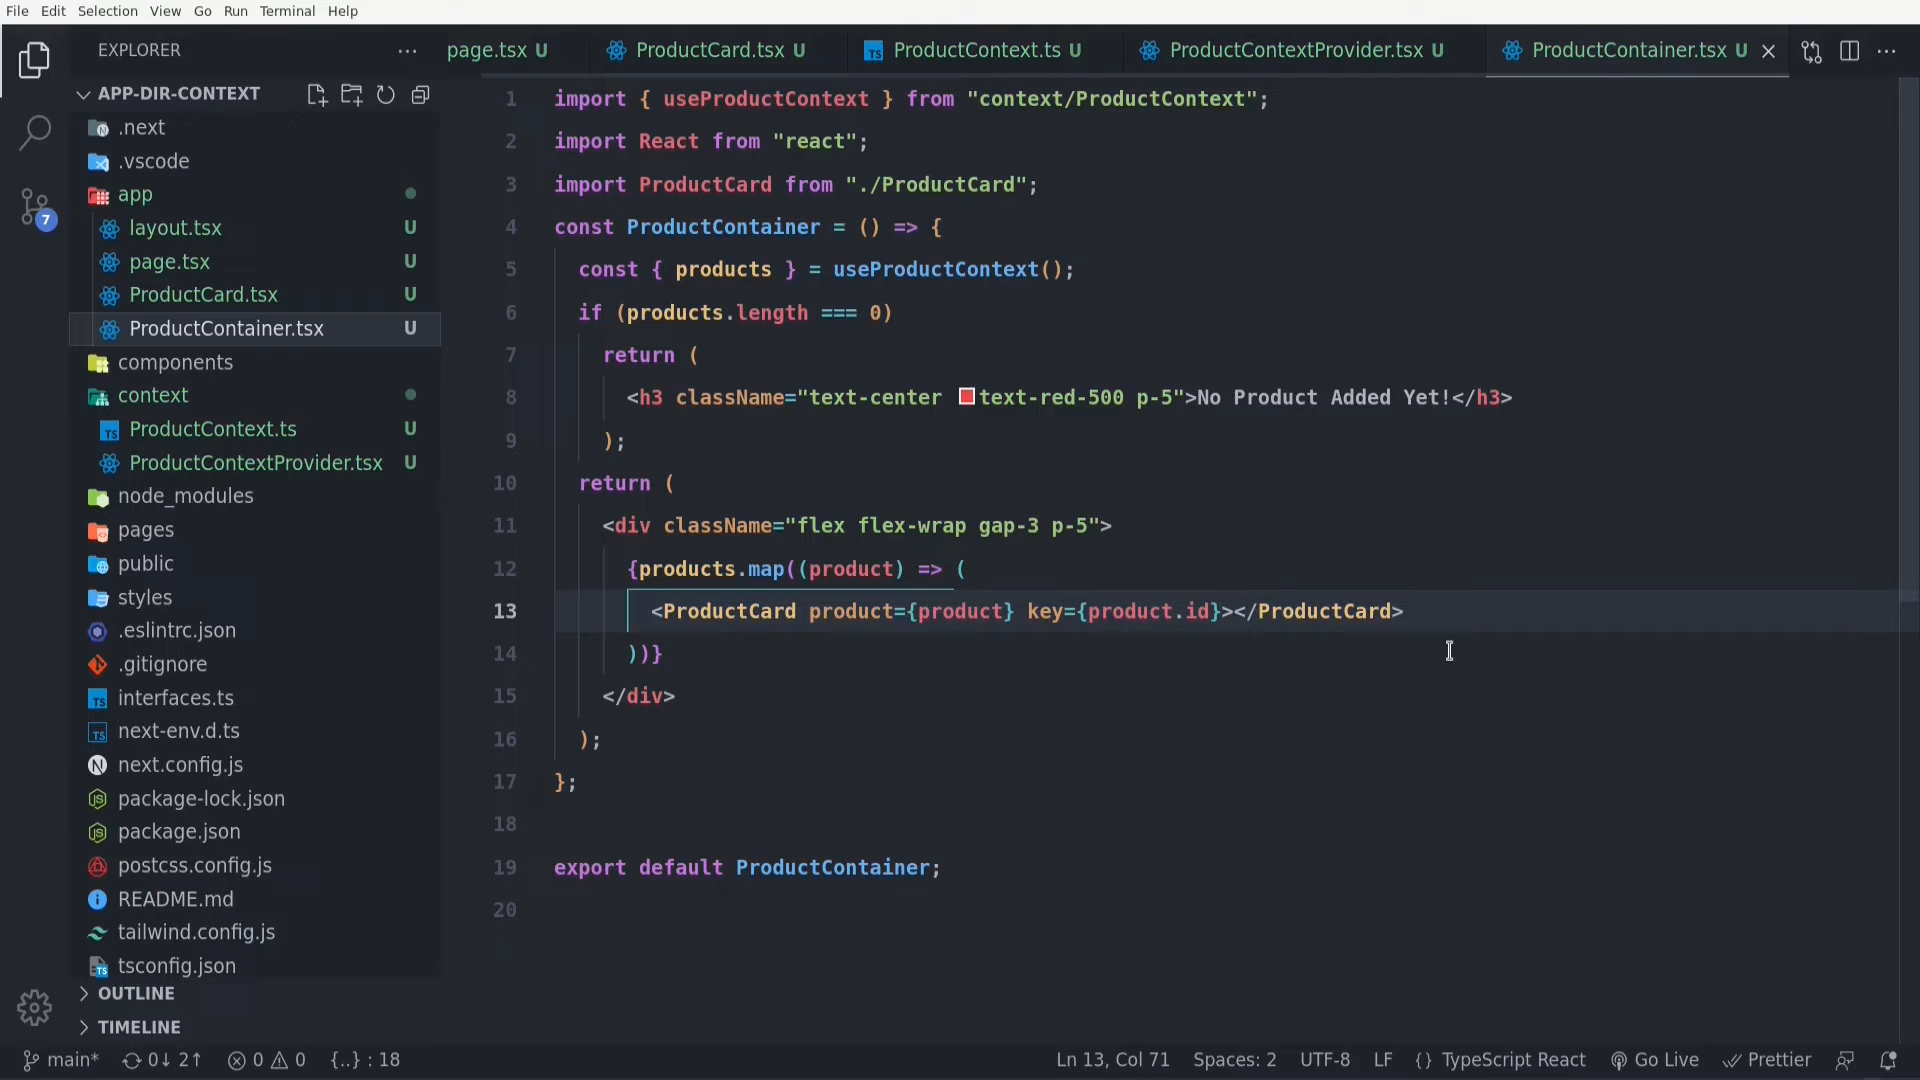 File Edit Selection View Go Run Terminal Help
EXPLORER ···
page.tsx U ProductCard.tsx U TS ProductContext.ts U ProductContextProvider.tsx U ProductContainer.tsx U
APP-DIR-CONTEXT
.next
.vscode
app
layout.tsx U
page.tsx U
ProductCard.tsx U
ProductContainer.tsx U
components
context
TS ProductContext.ts U
ProductContextProvider.tsx U
node_modules
pages
public
styles
.eslintrc.json
.gitignore
TS interfaces.ts
TS next-env.d.ts
N next.config.js
package-lock.json
package.json
postcss.config.js
README.md
tailwind.config.js
TS tsconfig.json
OUTLINE
TIMELINE
7
1 import { useProductContext } from "context/ProductContext";
2 import React from "react";
3 import ProductCard from "./ProductCard";
4 const ProductContainer = () => {
5 const { products } = useProductContext();
6 if (products.length === 0)
7 return (
8 <h3 className="text-center text-red-500 p-5">No Product Added Yet!</h3>
9 );
10 return (
11 <div className="flex flex-wrap gap-3 p-5">
12 {products.map((product) => (
13 <ProductCard product={product} key={product.id}></ProductCard>
14 ))}
15 </div>
16 );
17 };
18
19 export default ProductContainer;
20
main* 0↓ 2↑ 0 0 {..} : 18 Ln 13, Col 71 Spaces: 2 UTF-8 LF {} TypeScript React Go Live Prettier